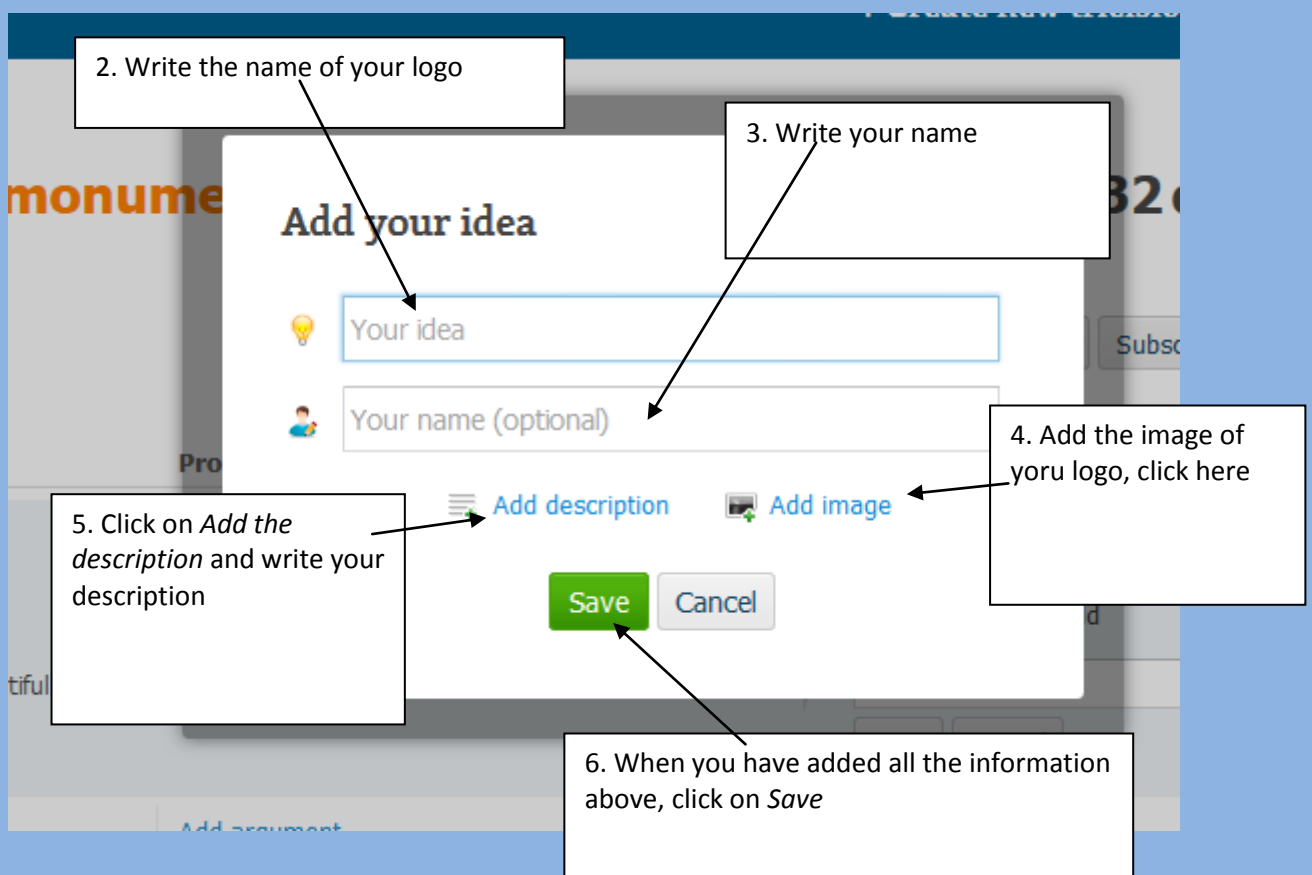 2. Write the name of your logo
3. Write your name
monume
Add your idea
32
Your idea
Subsc
Your name (optional)
4. Add the image of
yoru logo, click here
Pro
Add description
Add image
5. Click on Add the
description and write your
description
Save
Cancel
d
tiful
6. When you have added all the information
above, click on Save
Add argument